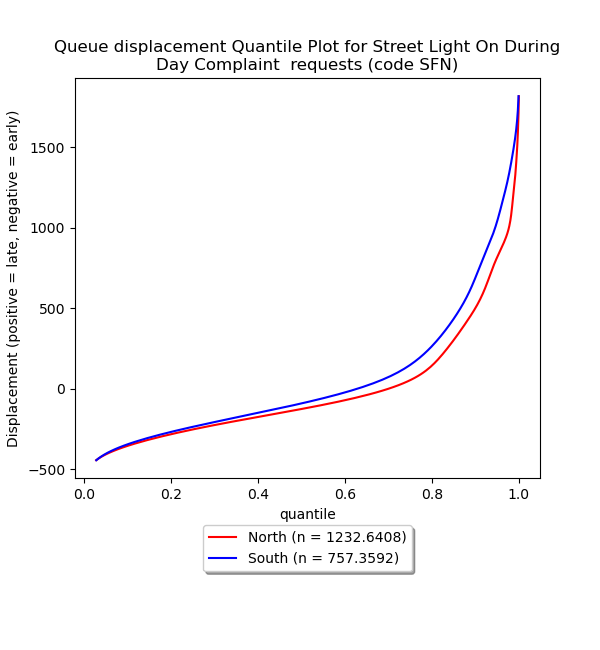 Queue displacement Quantile Plot for Street Light On During
Day Complaint  requests (code SFN)
Displacement (positive = late, negative = early)
1500
1000
500
0
−500
0.0 0.2 0.4 0.6 0.8 1.0
quantile
North (n = 1232.6408)
South (n = 757.3592)